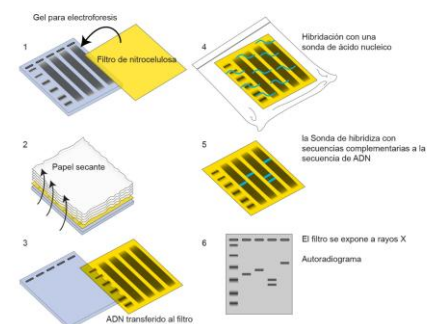 Gel para electroforesis
1
Filtro de nitrocelulosa
2
Papel secante
3
ADN transferido al filtro
4
Hibridación con una
sonda de ácido nucleico
5
la Sonda de hibridiza con
secuencias complementarias a la
secuencia de ADN
6
El filtro se expone a rayos X
Autoradiograma